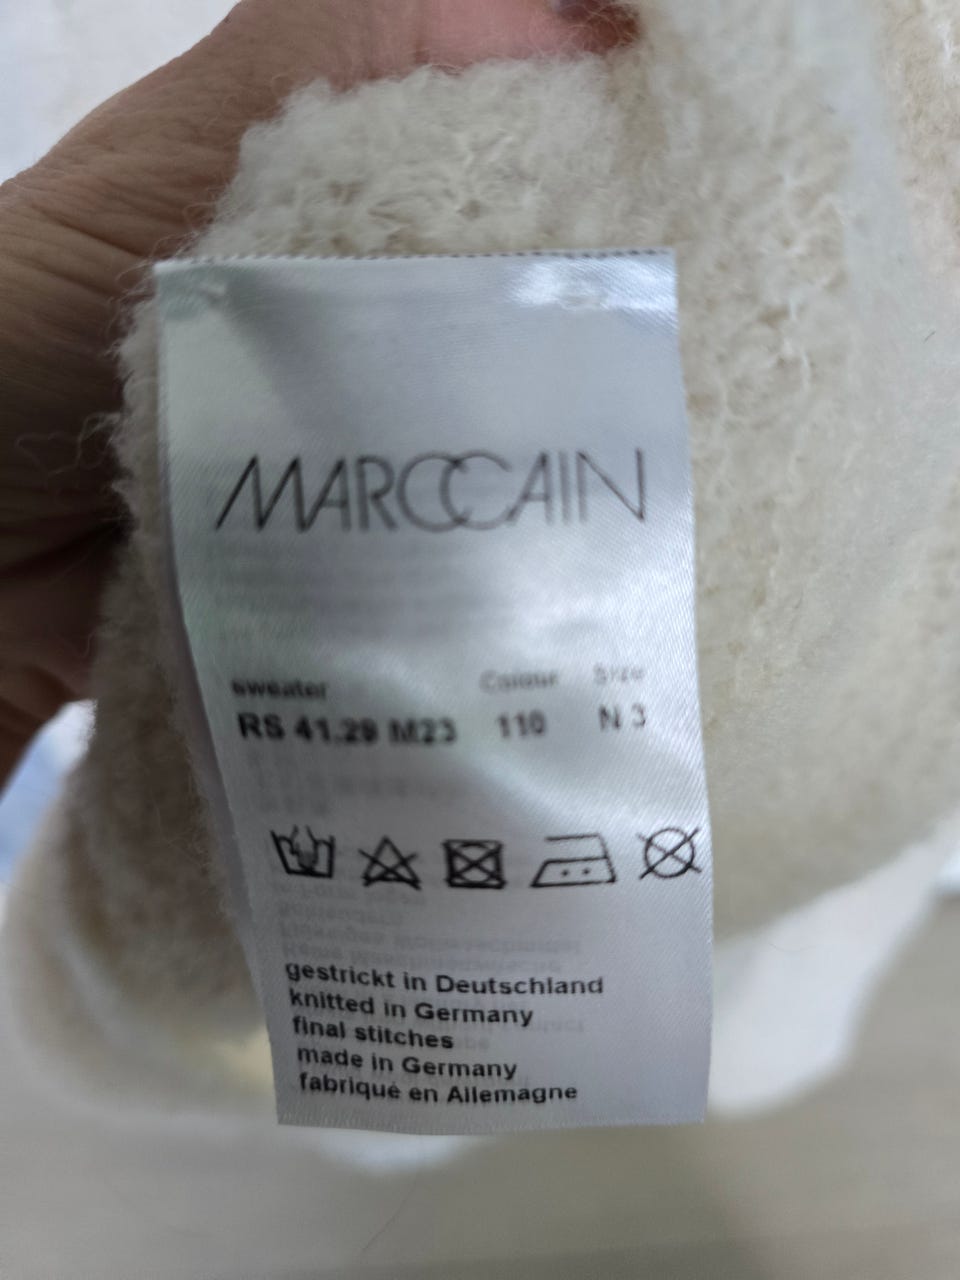 MARCCAIN
sweater Colour Size
RS 41.29 M23 110 N 3
gestrickt in Deutschland
knitted in Germany
final stitches
made in Germany
fabriqué en Allemagne